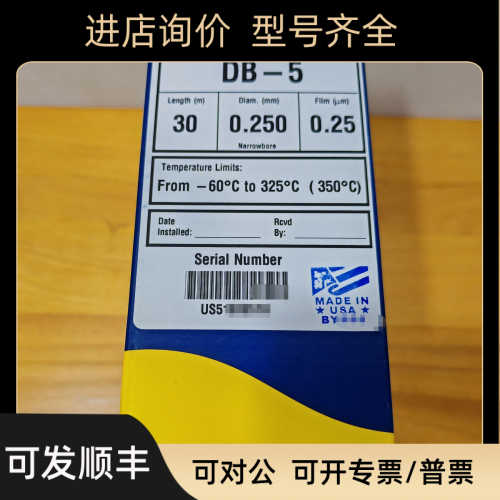 进店询价 型号齐全
DB-5
Length (m) Diam. (mm) Film (μm)
30 0.250 0.25
Narrowbore
Temperature Limits:
From -60°C to 325°C (350°C)
Date Rcvd
Installed: By:
Serial Number
US51
MADE IN
USA
BY
可发顺丰
可对公 可开专票/普票